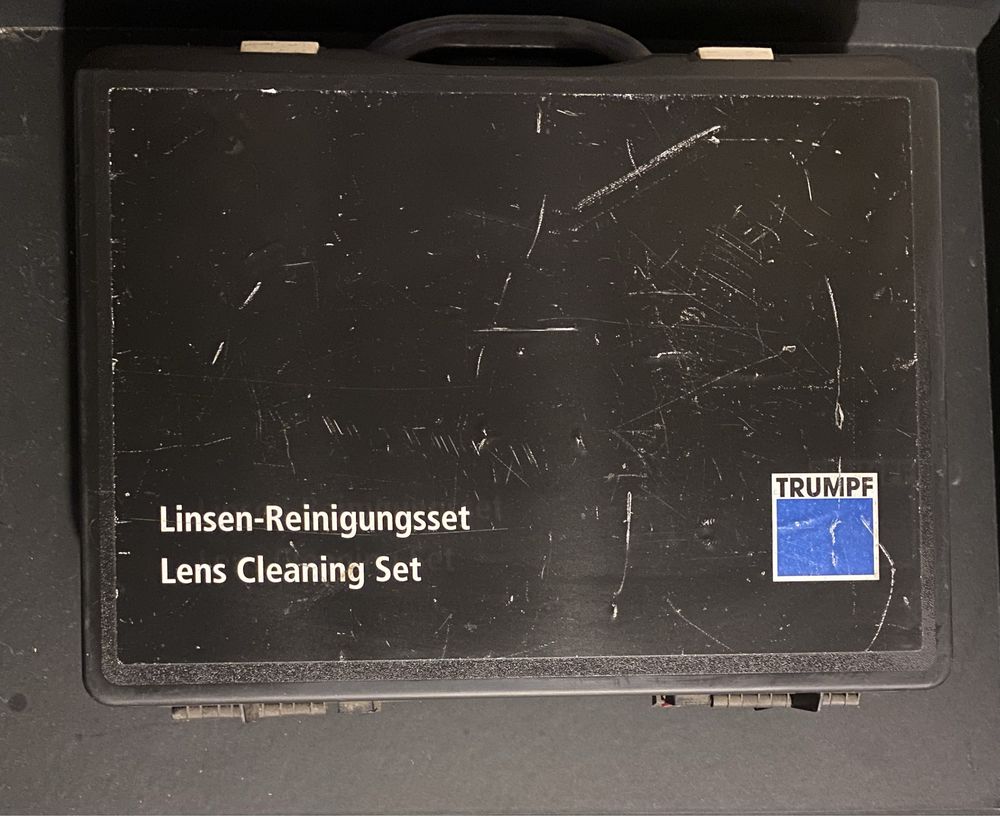 Linsen-Reinigungsset
Lens Cleaning Set
TRUMPF